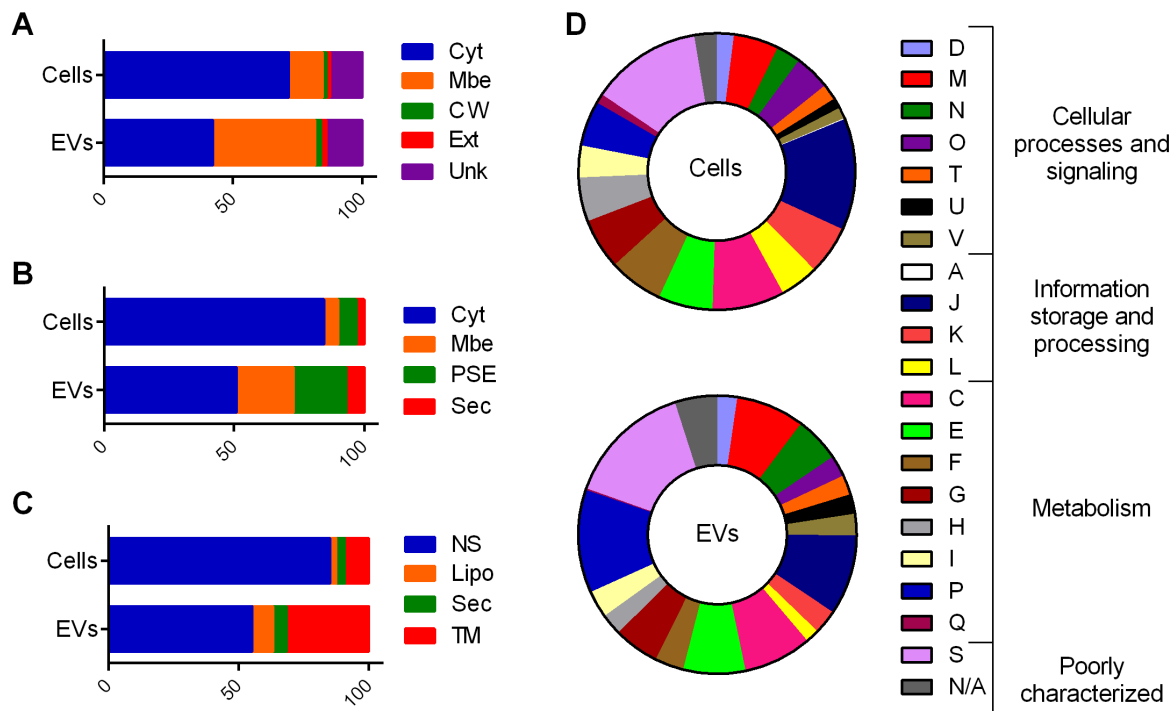 A
Cells
EVs
0
50
100
Cyt
Mbe
CW
Ext
Unk
B
Cells
EVs
0
50
100
Cyt
Mbe
PSE
Sec
C
Cells
EVs
0
50
100
NS
Lipo
Sec
TM
D
Cells
EVs
D
M
N
O
T
U
V
A
J
K
L
C
E
F
G
H
I
P
Q
S
N/A
Cellular
processes and
signaling
Information
storage and
processing
Metabolism
Poorly
characterized